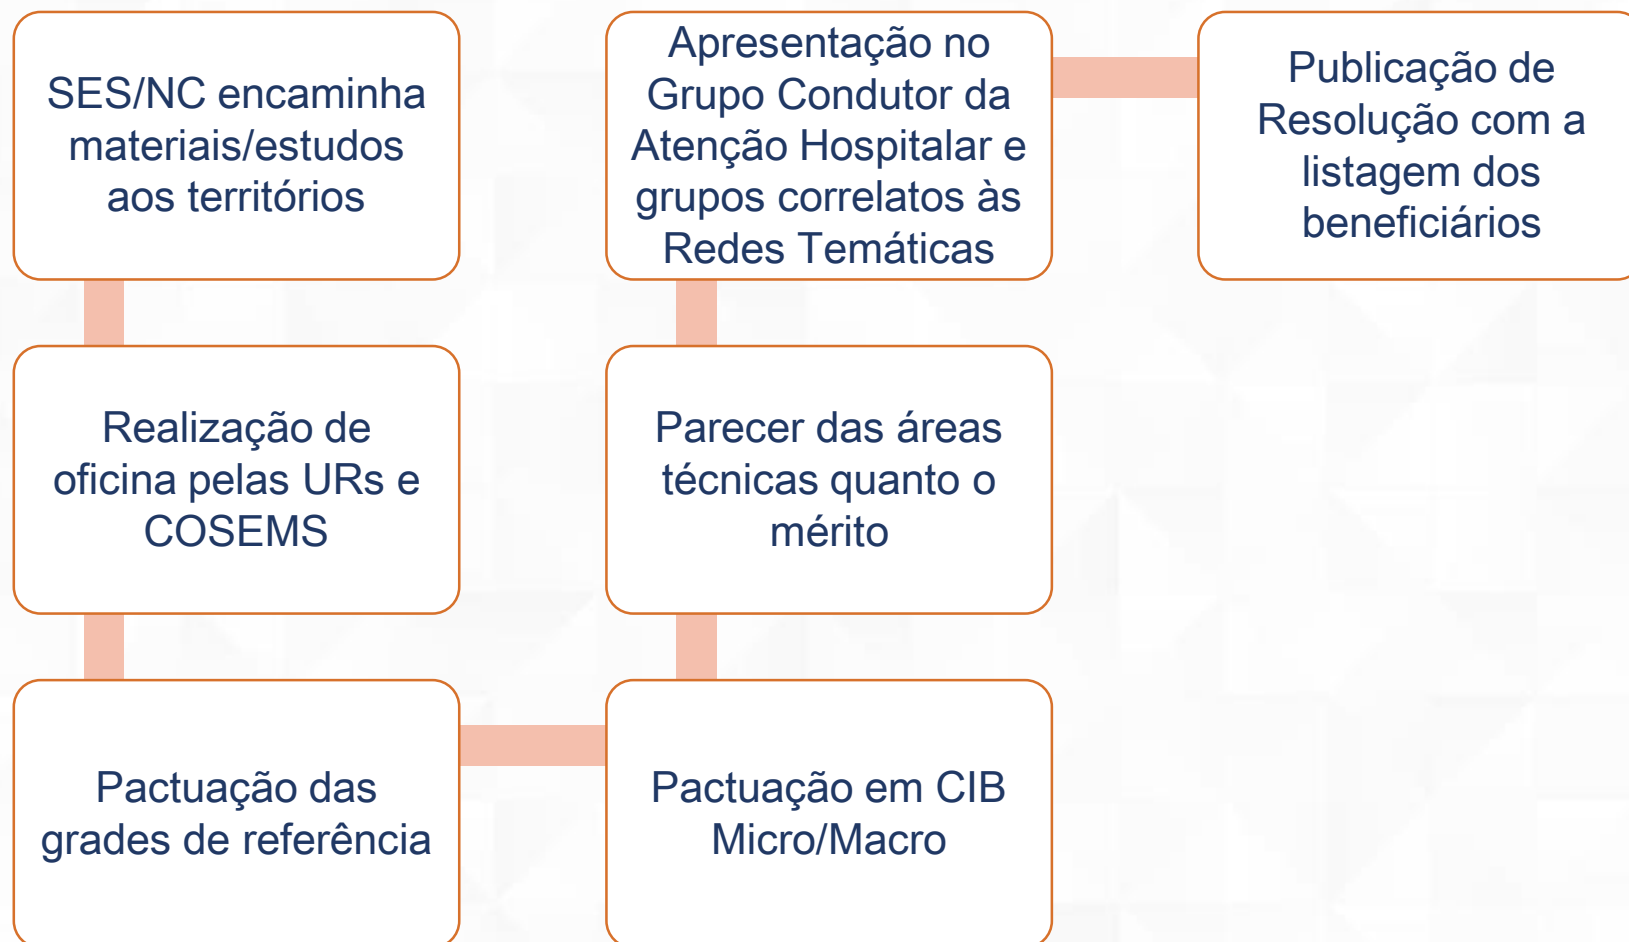 SES/NC encaminha
materiais/estudos
aos territórios
Realização de
oficina pelas URs e
COSEMS
Pactuação das
grades de referência
Pactuação em CIB
Micro/Macro
Parecer das áreas
técnicas quanto o
mérito
Apresentação no
Grupo Condutor da
Atenção Hospitalar e
grupos correlatos às
Redes Temáticas
Publicação de
Resolução com a
listagem dos
beneficiários